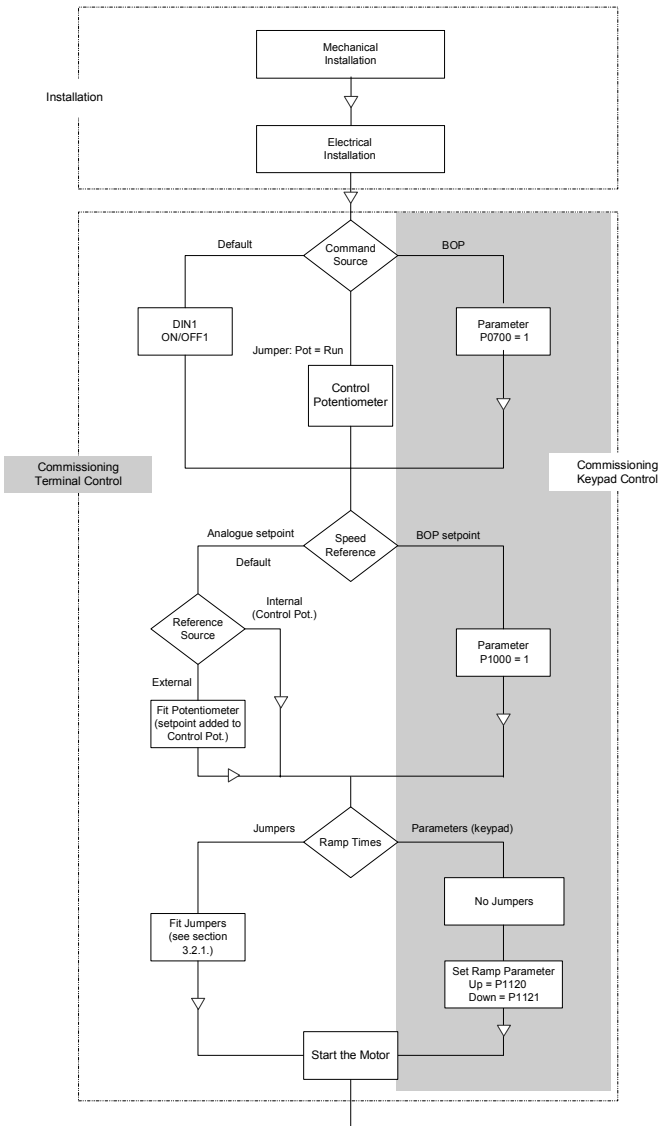 Mechanical
Installation
Installation
Electrical
Installation
Default
Command
Source
BOP
DIN1
ON/OFF1
Parameter
P0700 = 1
Jumper: Pot = Run
Control
Potentiometer
Commissioning
Terminal Control
Commissioning
Keypad Control
Analogue setpoint
Speed
Reference
BOP setpoint
Default
Internal
(Control Pot.)
Reference
Source
Parameter
P1000 = 1
External
Fit Potentiometer
(setpoint added to
Control Pot.)
Jumpers
Ramp Times
Parameters (keypad)
No Jumpers
Fit Jumpers
(see section
3.2.1.)
Set Ramp Parameter
Up = P1120
Down = P1121
Start the Motor